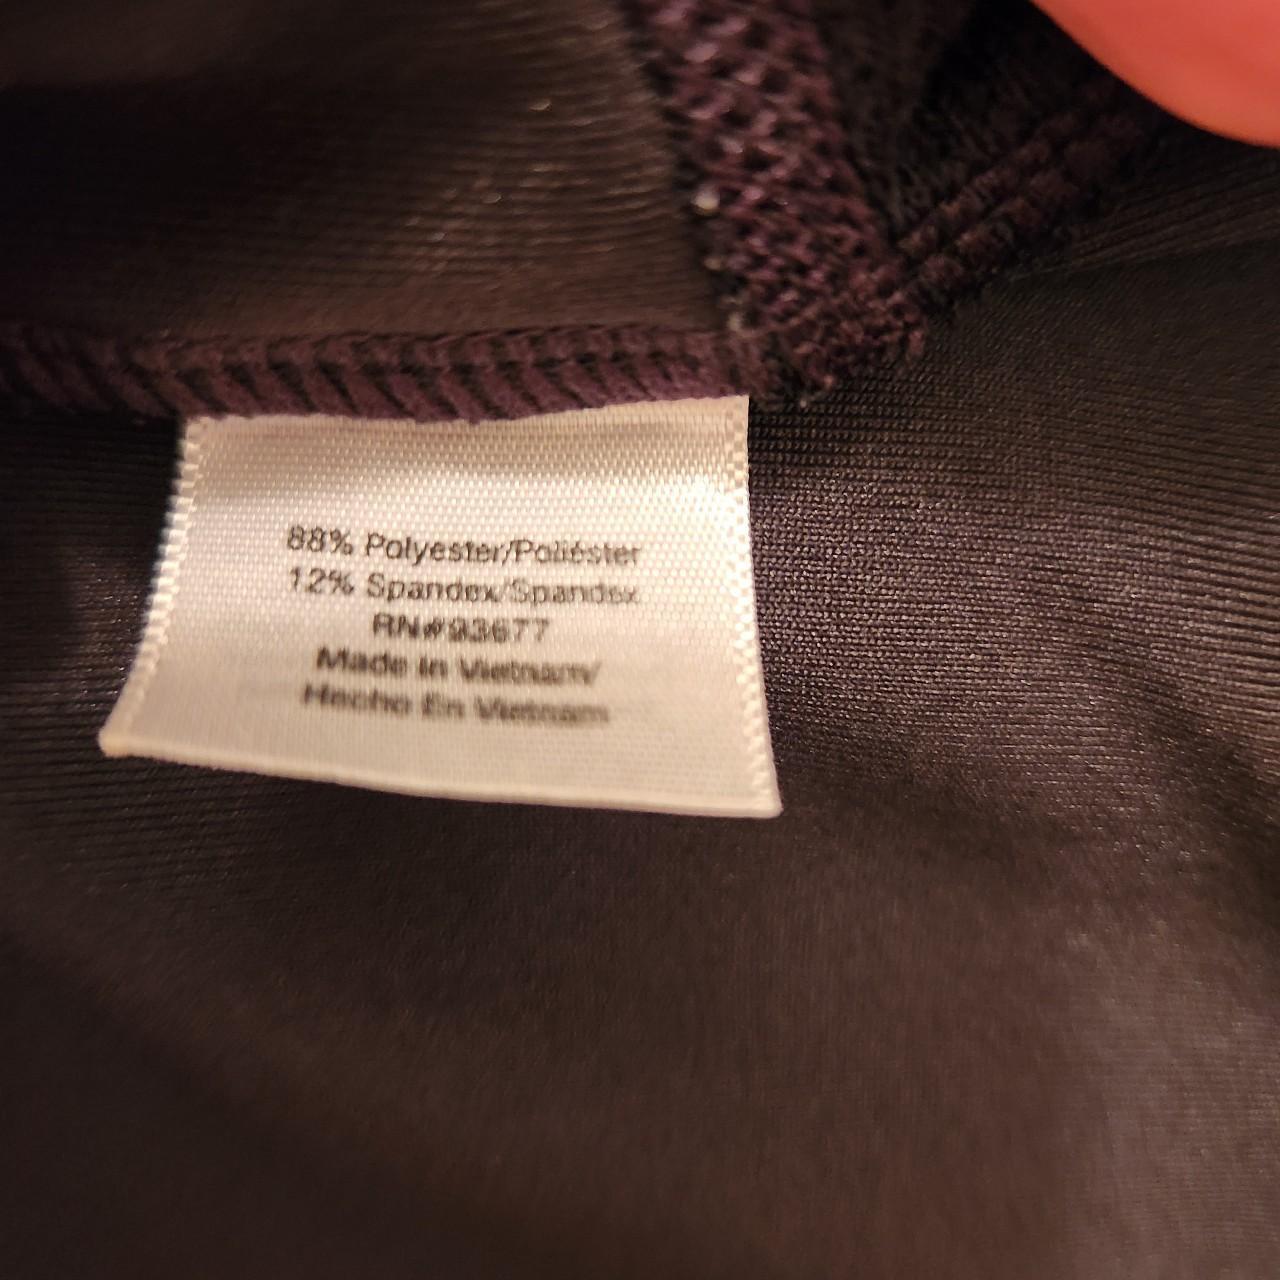 88% Polyester/Poliéster
12% Spandex/Spandex
RN#93677
Made in Vietnam/
Hecho En Vietnam